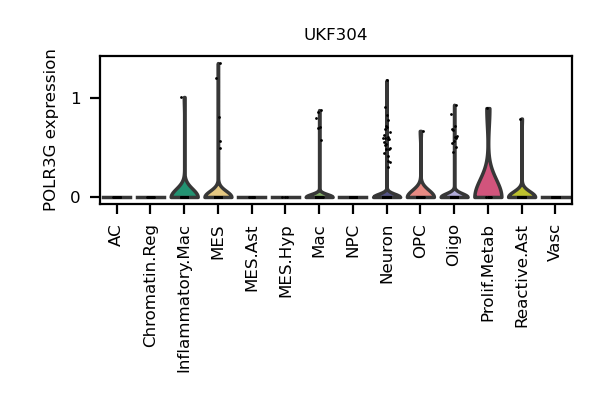 UKF304
POLR3G expression
1
0
AC
Chromatin.Reg
Inflammatory.Mac
MES
MES.Ast
MES.Hyp
Mac
NPC
Neuron
OPC
Oligo
Prolif.Metab
Reactive.Ast
Vasc